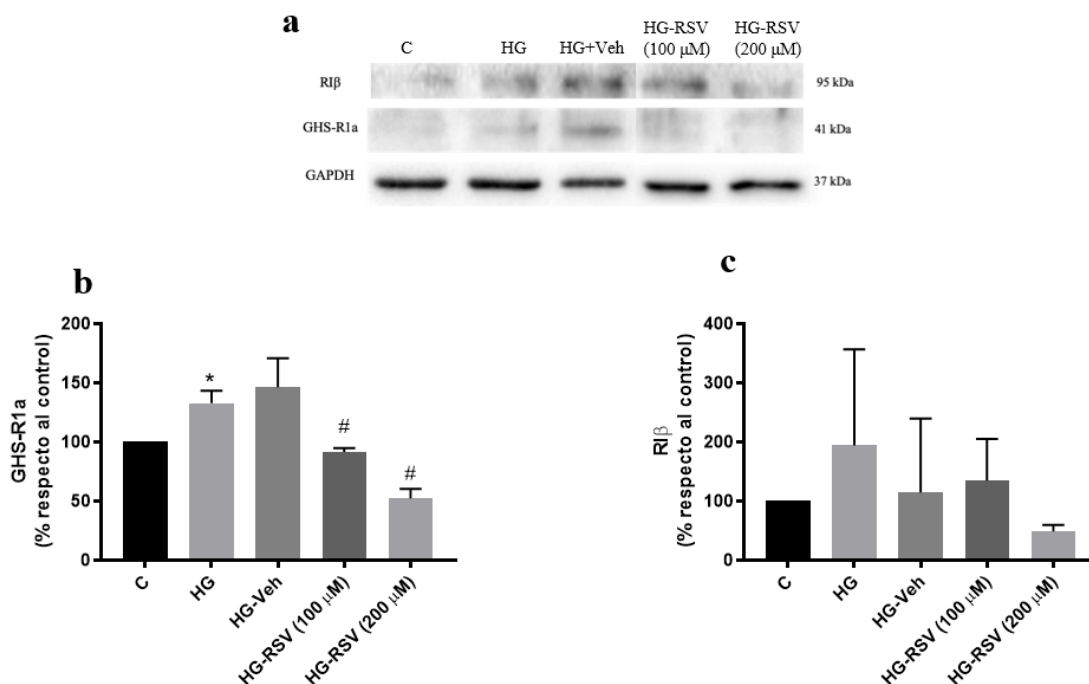 a
C HG HG+Veh HG-RSV (100 μM) HG-RSV (200 μM)
RIβ 95 kDa
GHS-R1a 41 kDa
GAPDH 37 kDa
b
GHS-R1a
(% respecto al control)
200
150
100
50
0
*
#
#
C
HG
HG-Veh
HG-RSV (100 μM)
HG-RSV (200 μM)
c
RIβ
(% respecto al control)
400
300
200
100
0
C
HG
HG-Veh
HG-RSV (100 μM)
HG-RSV (200 μM)